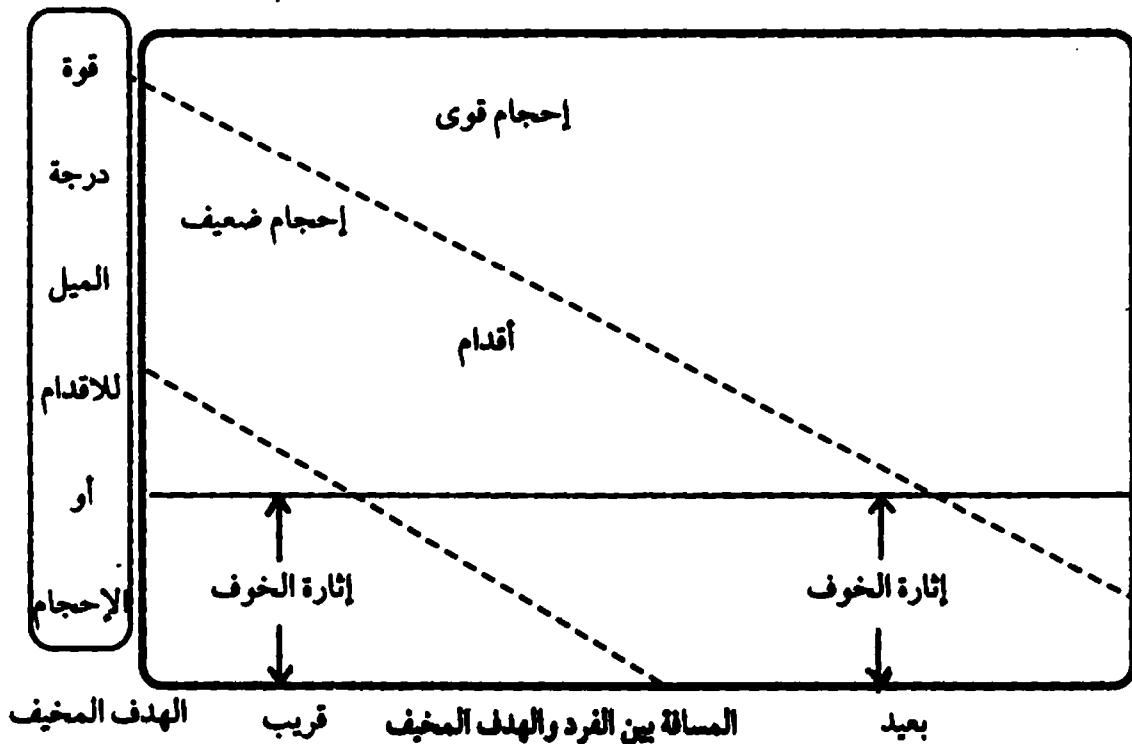 قوة
درجة
الميل
للاقدام
أو
الإحجام
إحجام قوى
إحجام ضعيف
أقدام
إثارة الخوف
إثارة الخوف
الهدف المخيف
قريب
المسافة بين الفرد والهدف المخيف
بعيد